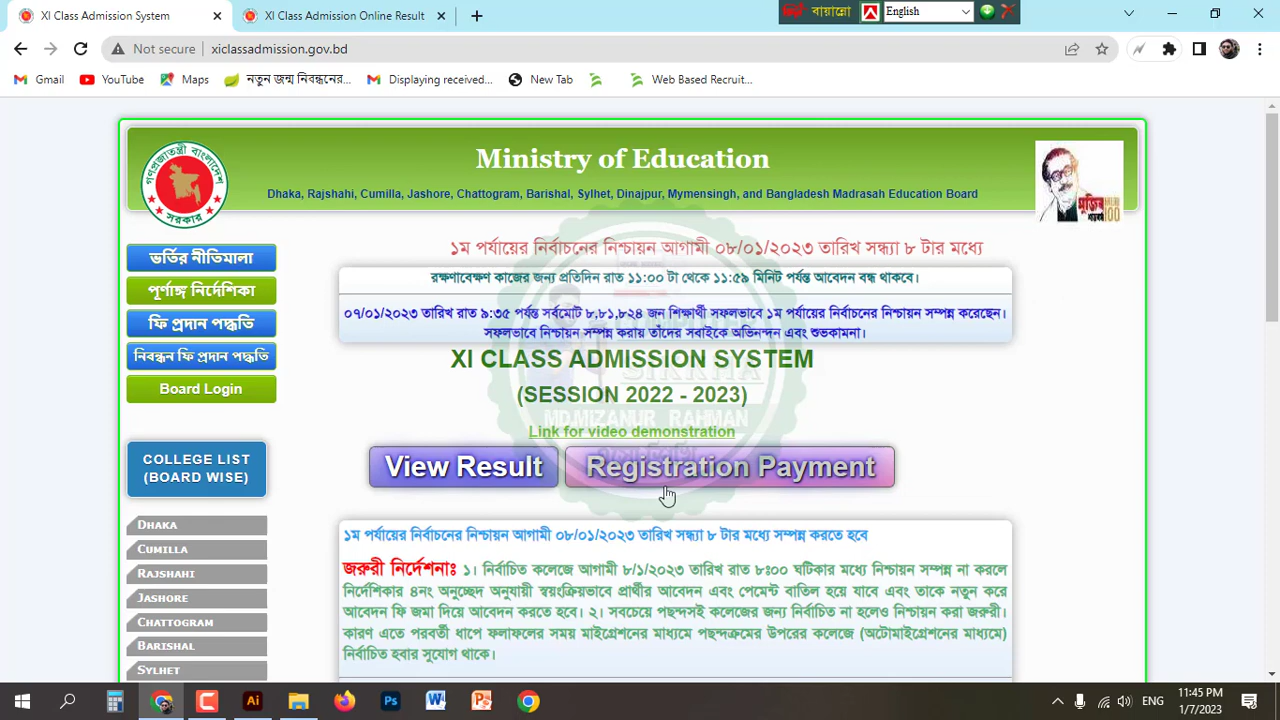 XI Class Admission System
XI Class Admission Online Result
বায়ান্নো
English
Not secure
xiclassadmission.gov.bd
Gmail
YouTube
Maps
নতুন জন্ম নিবন্ধনের...
Displaying received...
New Tab
Web Based Recruit...
Ministry of Education
Dhaka, Rajshahi, Cumilla, Jashore, Chattogram, Barishal, Sylhet, Dinajpur, Mymensingh, and Bangladesh Madrasah Education Board
গণপ্রজাতন্ত্রী বাংলাদেশ
সরকার
১ম পর্যায়ের নির্বাচনের নিশ্চায়ন আগামী ০৮/০১/২০২৩ তারিখ সন্ধ্যা ৮ টার মধ্যে
ভর্তির নীতিমালা
পূর্ণাঙ্গ নির্দেশিকা
ফি প্রদান পদ্ধতি
নিবন্ধন ফি প্রদান পদ্ধতি
Board Login
রক্ষণাবেক্ষণ কাজের জন্য প্রতিদিন রাত ১১:০০ টা থেকে ১১:৫৯ মিনিট পর্যন্ত আবেদন বন্ধ থাকবে।
০৭/০১/২০২৩ তারিখ রাত ৯:৩৫ পর্যন্ত সর্বমোট ৮,৮১,৮২৪ জন শিক্ষার্থী সফলভাবে ১ম পর্যায়ের নির্বাচনের নিশ্চায়ন সম্পন্ন করেছেন।
সফলভাবে নিশ্চায়ন সম্পন্ন করায় তাঁদের সবাইকে অভিনন্দন এবং শুভকামনা।
XI CLASS ADMISSION SYSTEM
(SESSION 2022 - 2023)
MD.MIZANUR RAHMAN
Link for video demonstration
View Result
Registration Payment
COLLEGE LIST
(BOARD WISE)
DHAKA
CUMILLA
RAJSHAHI
JASHORE
CHATTOGRAM
BARISHAL
SYLHET
১ম পর্যায়ের নির্বাচনের নিশ্চায়ন আগামী ০৮/০১/২০২৩ তারিখ সন্ধ্যা ৮ টার মধ্যে সম্পন্ন করতে হবে
জরুরী নির্দেশনাঃ ১। নির্বাচিত কলেজে আগামী ৮/১/২০২৩ তারিখ রাত ৮ঃ০০ ঘটিকার মধ্যে নিশ্চায়ন সম্পন্ন না করলে
নির্দেশিকার ৪নং অনুচ্ছেদ অনুযায়ী স্বয়ংক্রিয়ভাবে প্রার্থীর আবেদন এবং পেমেন্ট বাতিল হয়ে যাবে এবং তাকে নতুন করে
আবেদন ফি জমা দিয়ে আবেদন করতে হবে। ২। সবচেয়ে পছন্দসই কলেজের জন্য নির্বাচিত না হলেও নিশ্চায়ন করা জরুরী।
কারণ এতে পরবর্তী ধাপে ফলাফলের সময় মাইগ্রেশনের মাধ্যমে পছন্দক্রমের উপরের কলেজে (অটোমাইগ্রেশনের মাধ্যমে)
নির্বাচিত হবার সুযোগ থাকে।
ENG
11:45 PM
1/7/2023